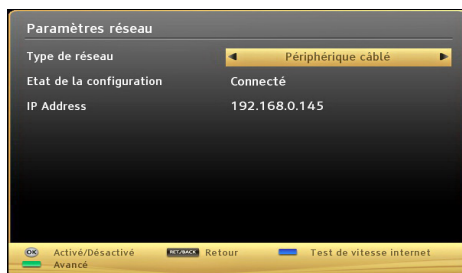 Paramètres réseau
Type de réseau Périphérique câblé
Etat de la configuration Connecté
IP Address 192.168.0.145
OK Activé/Désactivé RET/BACK Retour Test de vitesse internet
Avancé